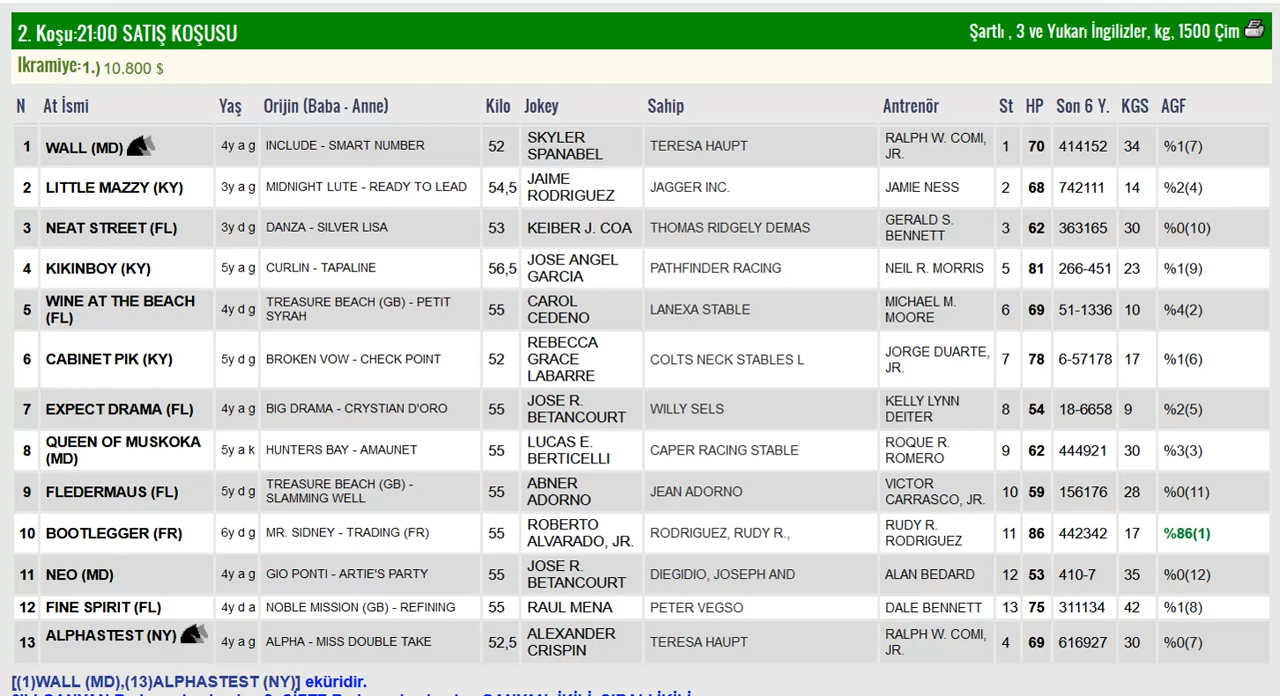 2. Koşu:21:00 SATIŞ KOŞUSU Şartlı , 3 ve Yukarı İngilizler, kg, 1500 Çim
İkramiye:1.) 10.800 $
N At İsmi Yaş Orijin (Baba - Anne) Kilo Jokey Sahip Antrenör St HP Son 6 Y. KGS AGF
1 WALL (MD) 4y a g INCLUDE - SMART NUMBER 52 SKYLER SPANABEL TERESA HAUPT RALPH W. COMI, JR. 1 70 414152 34 %1(7)
2 LITTLE MAZZY (KY) 3y a g MIDNIGHT LUTE - READY TO LEAD 54,5 JAIME RODRIGUEZ JAGGER INC. JAMIE NESS 2 68 742111 14 %2(4)
3 NEAT STREET (FL) 3y d g DANZA - SILVER LISA 53 KEIBER J. COA THOMAS RIDGELY DEMAS GERALD S. BENNETT 3 62 363165 30 %0(10)
4 KIKINBOY (KY) 5y a g CURLIN - TAPALINE 56,5 JOSE ANGEL GARCIA PATHFINDER RACING NEIL R. MORRIS 5 81 266-451 23 %1(9)
5 WINE AT THE BEACH (FL) 4y d g TREASURE BEACH (GB) - PETIT SYRAH 55 CAROL CEDENO LANEXA STABLE MICHAEL M. MOORE 6 69 51-1336 10 %4(2)
6 CABINET PIK (KY) 5y d g BROKEN VOW - CHECK POINT 52 REBECCA GRACE LABARRE COLTS NECK STABLES L JORGE DUARTE, JR. 7 78 6-57178 17 %1(6)
7 EXPECT DRAMA (FL) 4y a g BIG DRAMA - CRYSTIAN D'ORO 55 JOSE R. BETANCOURT WILLY SELS KELLY LYNN DEITER 8 54 18-6658 9 %2(5)
8 QUEEN OF MUSKOKA (MD) 5y a k HUNTERS BAY - AMAUNET 55 LUCAS E. BERTICELLI CAPER RACING STABLE ROQUE R. ROMERO 9 62 444921 30 %3(3)
9 FLEDERMAUS (FL) 5y d g TREASURE BEACH (GB) - SLAMMING WELL 55 ABNER ADORNO JEAN ADORNO VICTOR CARRASCO, JR. 10 59 156176 28 %0(11)
10 BOOTLEGGER (FR) 6y d g MR. SIDNEY - TRADING (FR) 55 ROBERTO ALVARADO, JR. RODRIGUEZ, RUDY R., RUDY R. RODRIGUEZ 11 86 442342 17 %86(1)
11 NEO (MD) 4y a g GIO PONTI - ARTIE'S PARTY 55 JOSE R. BETANCOURT DIEGIDIO, JOSEPH AND ALAN BEDARD 12 53 410-7 35 %0(12)
12 FINE SPIRIT (FL) 4y d a NOBLE MISSION (GB) - REFINING 55 RAUL MENA PETER VEGSO DALE BENNETT 13 75 311134 42 %1(8)
13 ALPHASTEST (NY) 4y a g ALPHA - MISS DOUBLE TAKE 52,5 ALEXANDER CRISPIN TERESA HAUPT RALPH W. COMI, JR. 4 69 616927 30 %0(7)
[(1)WALL (MD),(13)ALPHASTEST (NY)] eküridir.